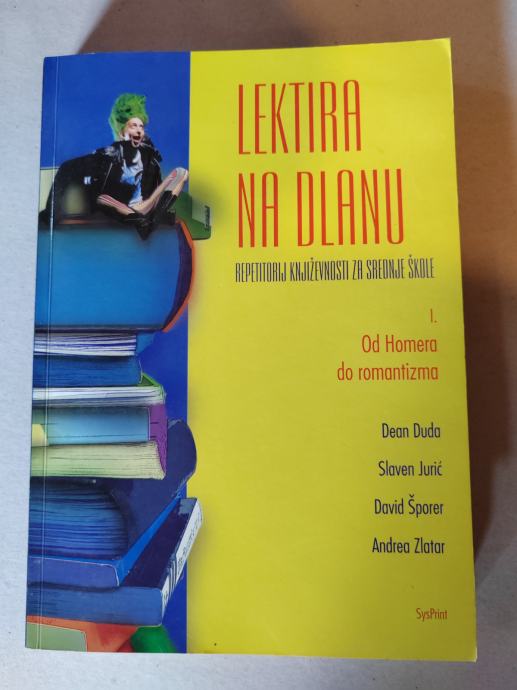 LEKTIRA
NA DLANU
REPETITORIJ KNJIŽEVNOSTI ZA SREDNJE ŠKOLE
I.
Od Homera
do romantizma
Dean Duda
Slaven Jurić
David Šporer
Andrea Zlatar
SysPrint